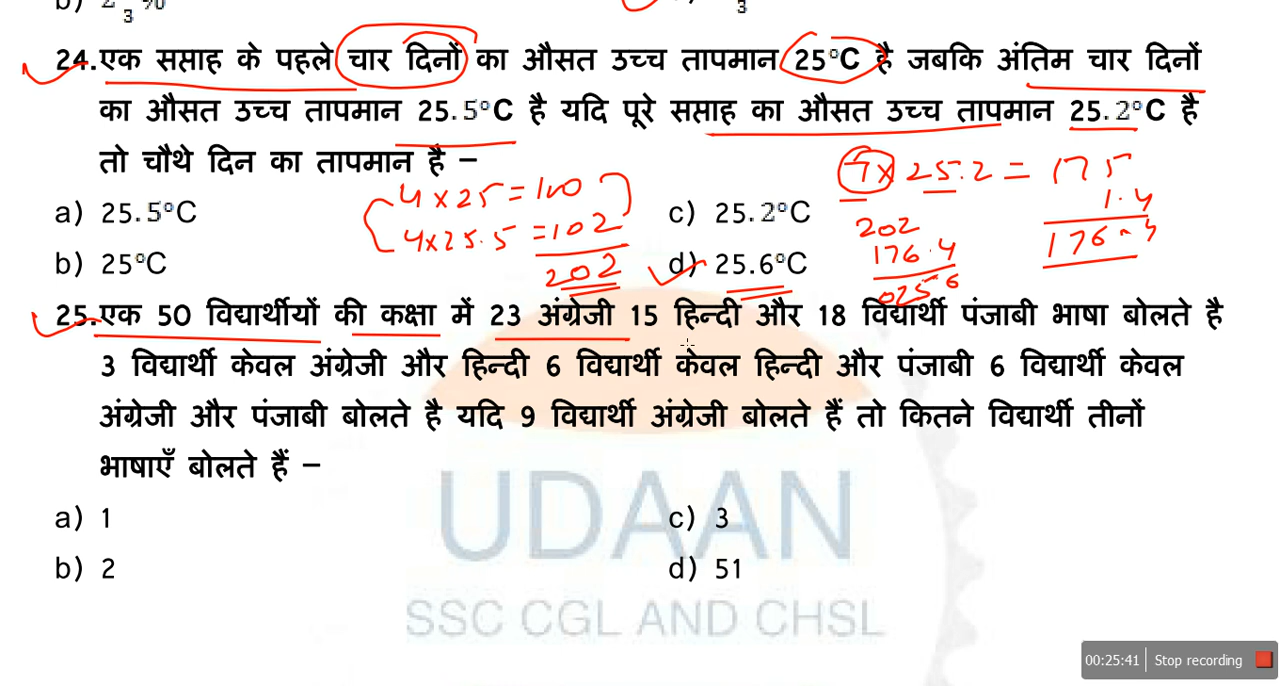 24.एक सप्ताह के पहले चार दिनों का औसत उच्च तापमान 25°C है जबकि अंतिम चार दिनों
का औसत उच्च तापमान 25.5°C है यदि पूरे सप्ताह का औसत उच्च तापमान 25.2°C है
तो चौथे दिन का तापमान है –
7 x 25.2 = 175
1.4
176.4
4 x 25 = 100
4 x 25.5 = 102
202
202
176.4
025.6
a) 25.5°C
c) 25.2°C
b) 25°C
d) 25.6°C
25.एक 50 विद्यार्थीयों की कक्षा में 23 अंग्रेजी 15 हिन्दी और 18 विद्यार्थी पंजाबी भाषा बोलते है
3 विद्यार्थी केवल अंग्रेजी और हिन्दी 6 विद्यार्थी केवल हिन्दी और पंजाबी 6 विद्यार्थी केवल
अंग्रेजी और पंजाबी बोलते है यदि 9 विद्यार्थी अंग्रेजी बोलते हैं तो कितने विद्यार्थी तीनों
भाषाएँ बोलते हैं –
a) 1
c) 3
b) 2
d) 51
UDAAN
SSC CGL AND CHSL
00:25:41 Stop recording